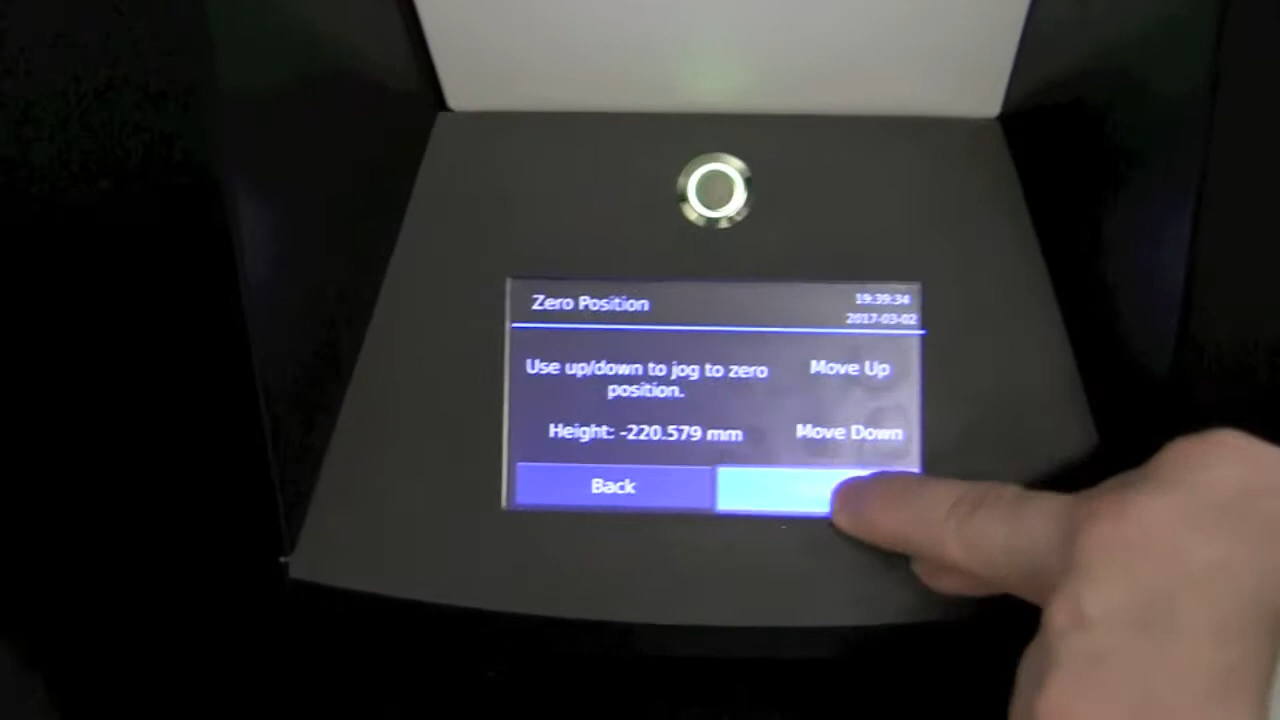 Zero Position
19:39:34
2017-03-02
Use up/down to jog to zero
position.
Move Up
Height: -220.579 mm
Move Down
Back